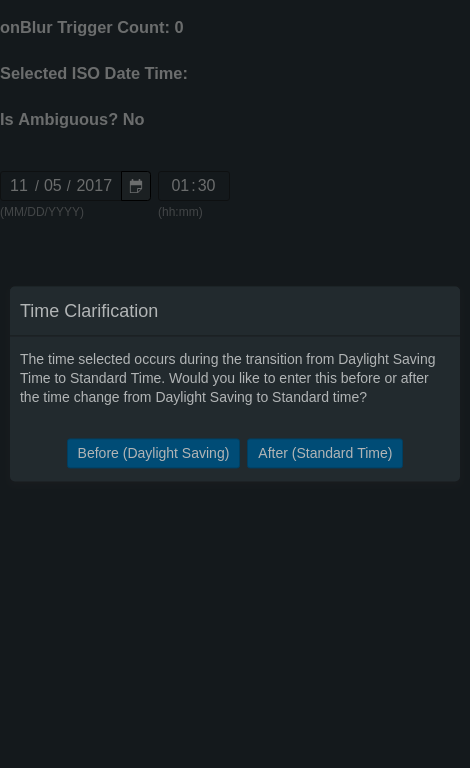 onBlur Trigger Count: 0
Selected ISO Date Time:
Is Ambiguous? No
11 / 05 / 2017 01 : 30
(MM/DD/YYYY) (hh:mm)
Time Clarification
The time selected occurs during the transition from Daylight Saving
Time to Standard Time. Would you like to enter this before or after
the time change from Daylight Saving to Standard time?
Before (Daylight Saving) After (Standard Time)